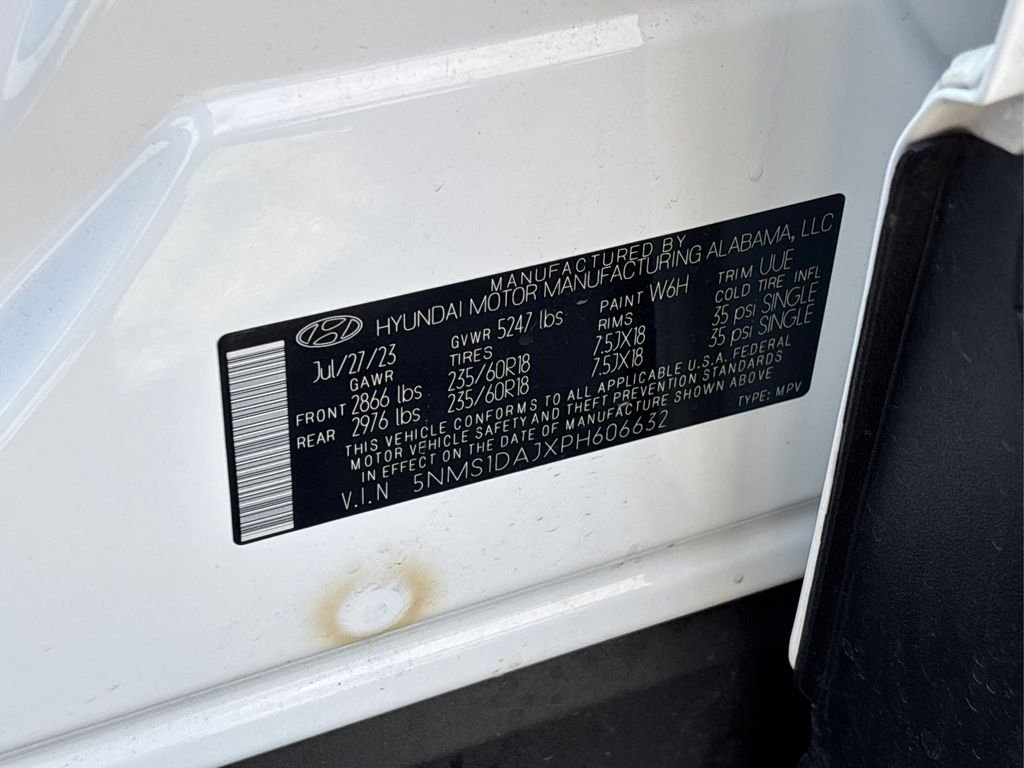 MANUFACTURED BY
HYUNDAI MOTOR MANUFACTURING ALABAMA, LLC
Jul/27/23 GVWR 5247 lbs PAINT W6H TRIM UUE
GAWR TIRES RIMS COLD TIRE INFL
FRONT 2866 lbs 235/60R18 7.5JX18 35 psi SINGLE
REAR 2976 lbs 235/60R18 7.5JX18 35 psi SINGLE
THIS VEHICLE CONFORMS TO ALL APPLICABLE U.S.A. FEDERAL
MOTOR VEHICLE SAFETY AND THEFT PREVENTION STANDARDS
IN EFFECT ON THE DATE OF MANUFACTURE SHOWN ABOVE
V.I.N 5NMS1DAJXPH606632 TYPE: MPV